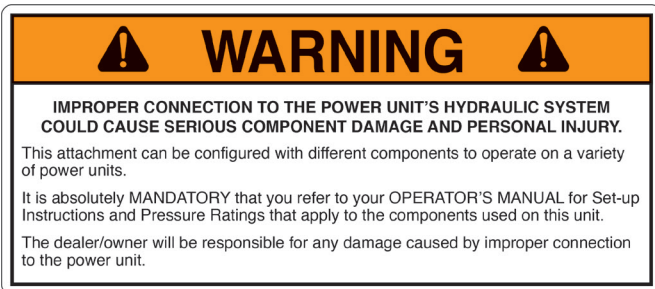 WARNING
IMPROPER CONNECTION TO THE POWER UNIT'S HYDRAULIC SYSTEM
COULD CAUSE SERIOUS COMPONENT DAMAGE AND PERSONAL INJURY.
This attachment can be configured with different components to operate on a variety
of power units.
It is absolutely MANDATORY that you refer to your OPERATOR'S MANUAL for Set-up
Instructions and Pressure Ratings that apply to the components used on this unit.
The dealer/owner will be responsible for any damage caused by improper connection
to the power unit.